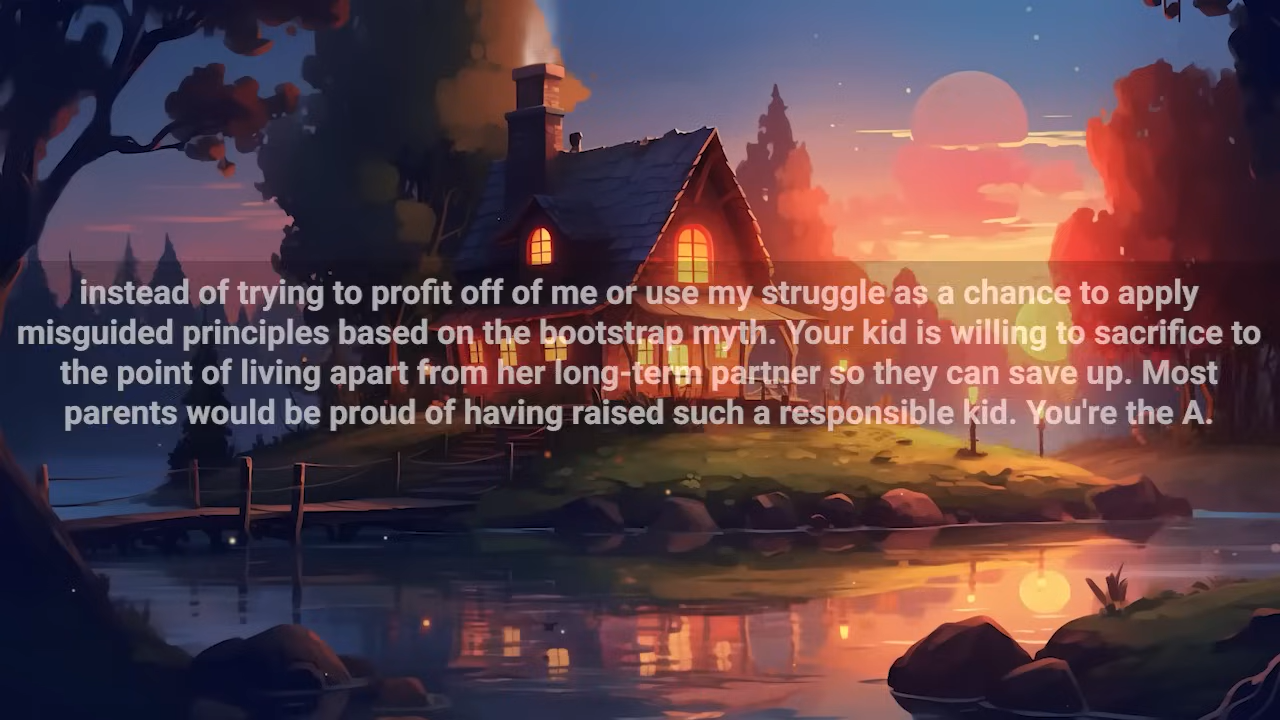 instead of trying to profit off of me or use my struggle as a chance to apply
misguided principles based on the bootstrap myth. Your kid is willing to sacrifice to
the point of living apart from her long-term partner so they can save up. Most
parents would be proud of having raised such a responsible kid. You're the A.